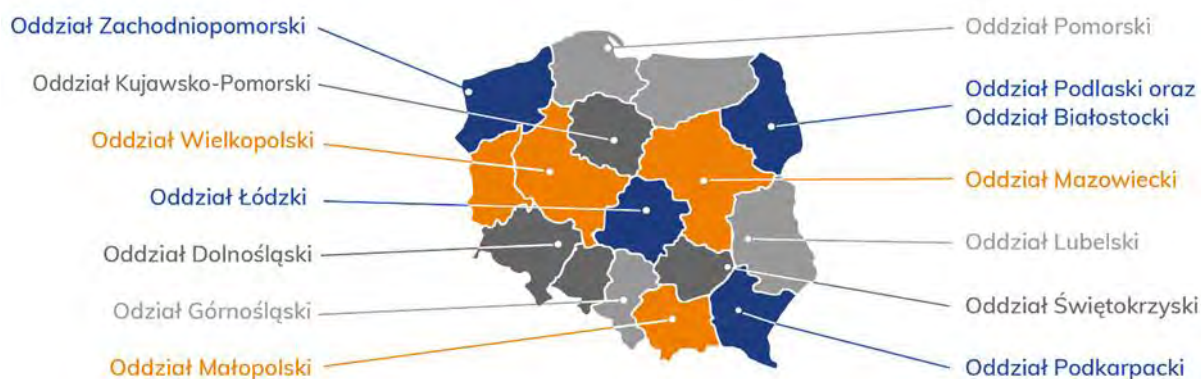 Oddział Zachodniopomorski
Oddział Kujawsko-Pomorski
Oddział Wielkopolski
Oddział Łódzki
Oddział Dolnośląski
Odział Górnośląski
Oddział Małopolski
Oddział Pomorski
Oddział Podlaski oraz
Oddział Białostocki
Oddział Mazowiecki
Oddział Lubelski
Oddział Świętokrzyski
Oddział Podkarpacki